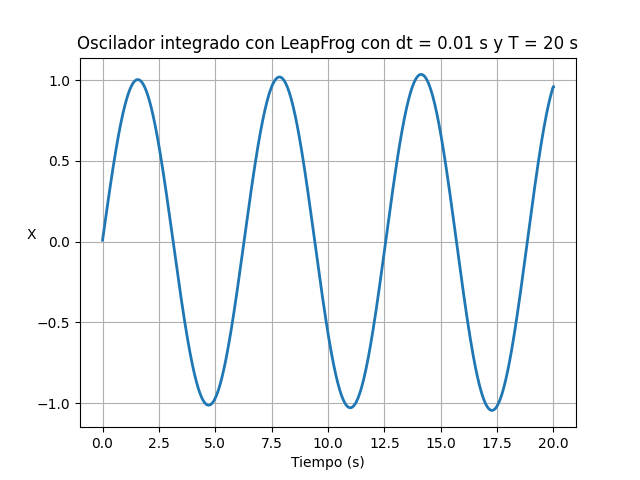 Oscilador integrado con LeapFrog con dt = 0.01 s y T = 20 s
1.0
0.5
0.0
−0.5
−1.0
X
0.0 2.5 5.0 7.5 10.0 12.5 15.0 17.5 20.0
Tiempo (s)